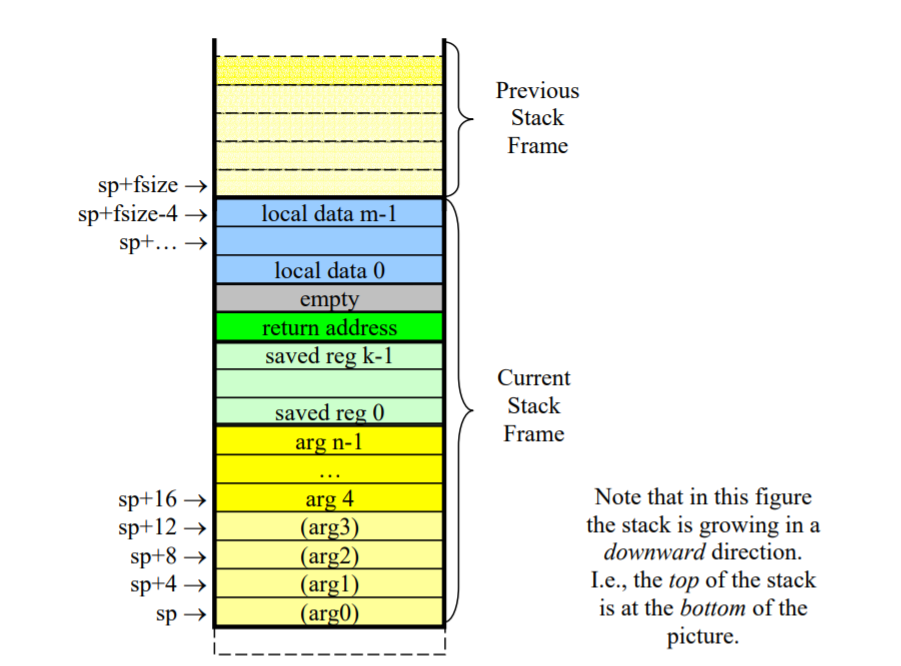 Previous
Stack
Frame
sp+fsize →
sp+fsize-4 →
local data m-1
sp+… →
local data 0
empty
return address
saved reg k-1
Current
Stack
Frame
saved reg 0
arg n-1
…
sp+16 →
arg 4
sp+12 →
(arg3)
sp+8 →
(arg2)
sp+4 →
(arg1)
sp →
(arg0)
Note that in this figure
the stack is growing in a
downward direction.
I.e., the top of the stack
is at the bottom of the
picture.